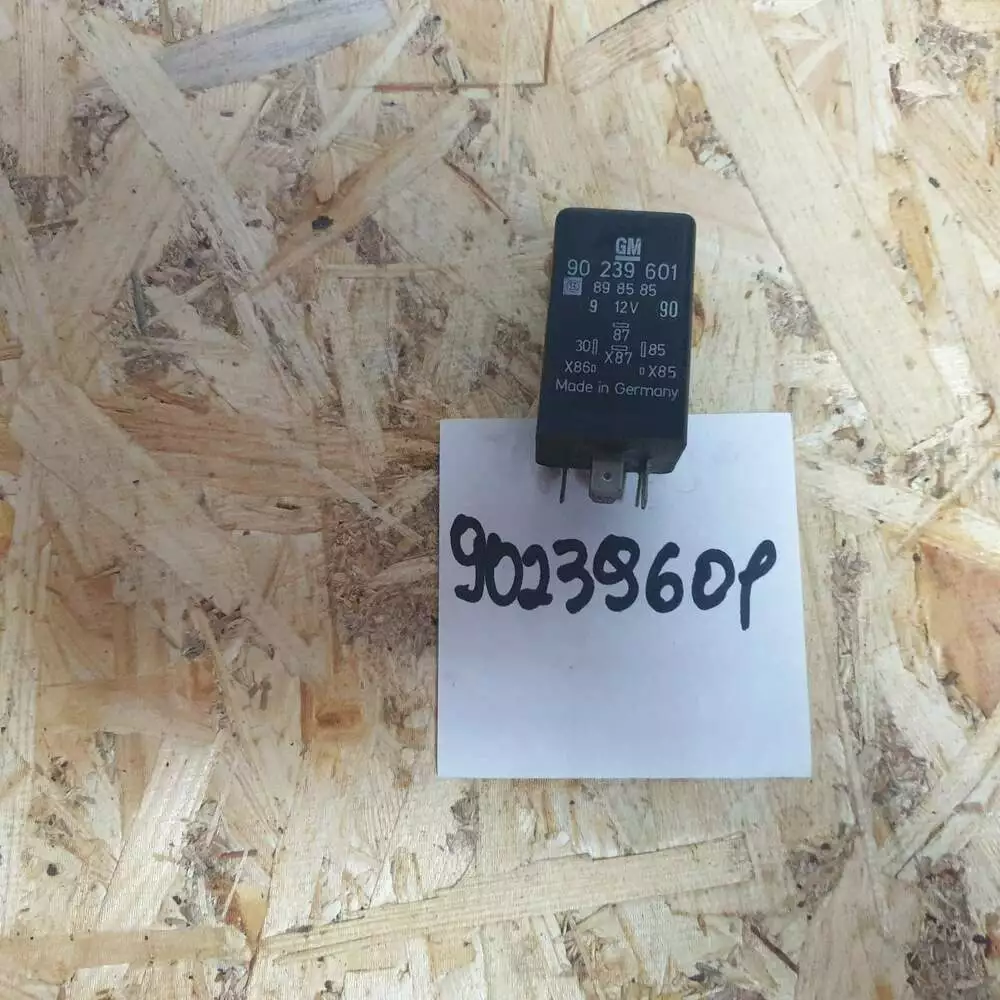 GM
90 239 601
89 85 85
9 12V 90
87
30 X87 85
X86 X85
Made in Germany
90239601